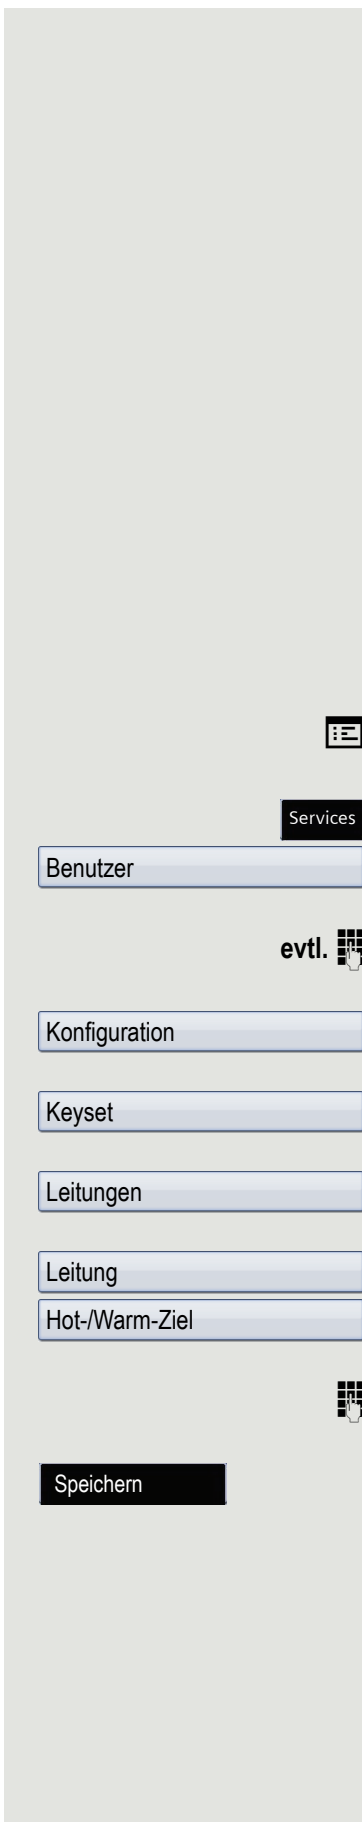 Services
Benutzer
evtl.
Konfiguration
Keyset
Leitungen
Leitung
Hot-/Warm-Ziel
Speichern